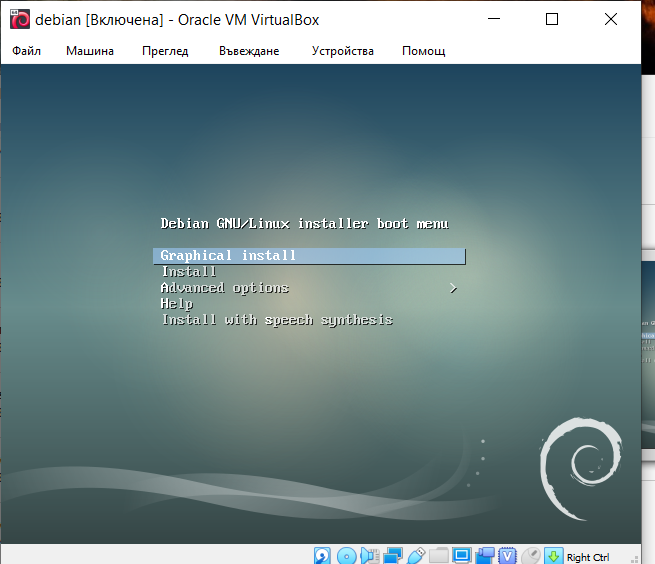 debian [Включена] - Oracle VM VirtualBox
Файл Машина Преглед Въвеждане Устройства Помощ
Debian GNU/Linux installer boot menu
Graphical install
Install
Advanced options >
Help
Install with speech synthesis
Right Ctrl